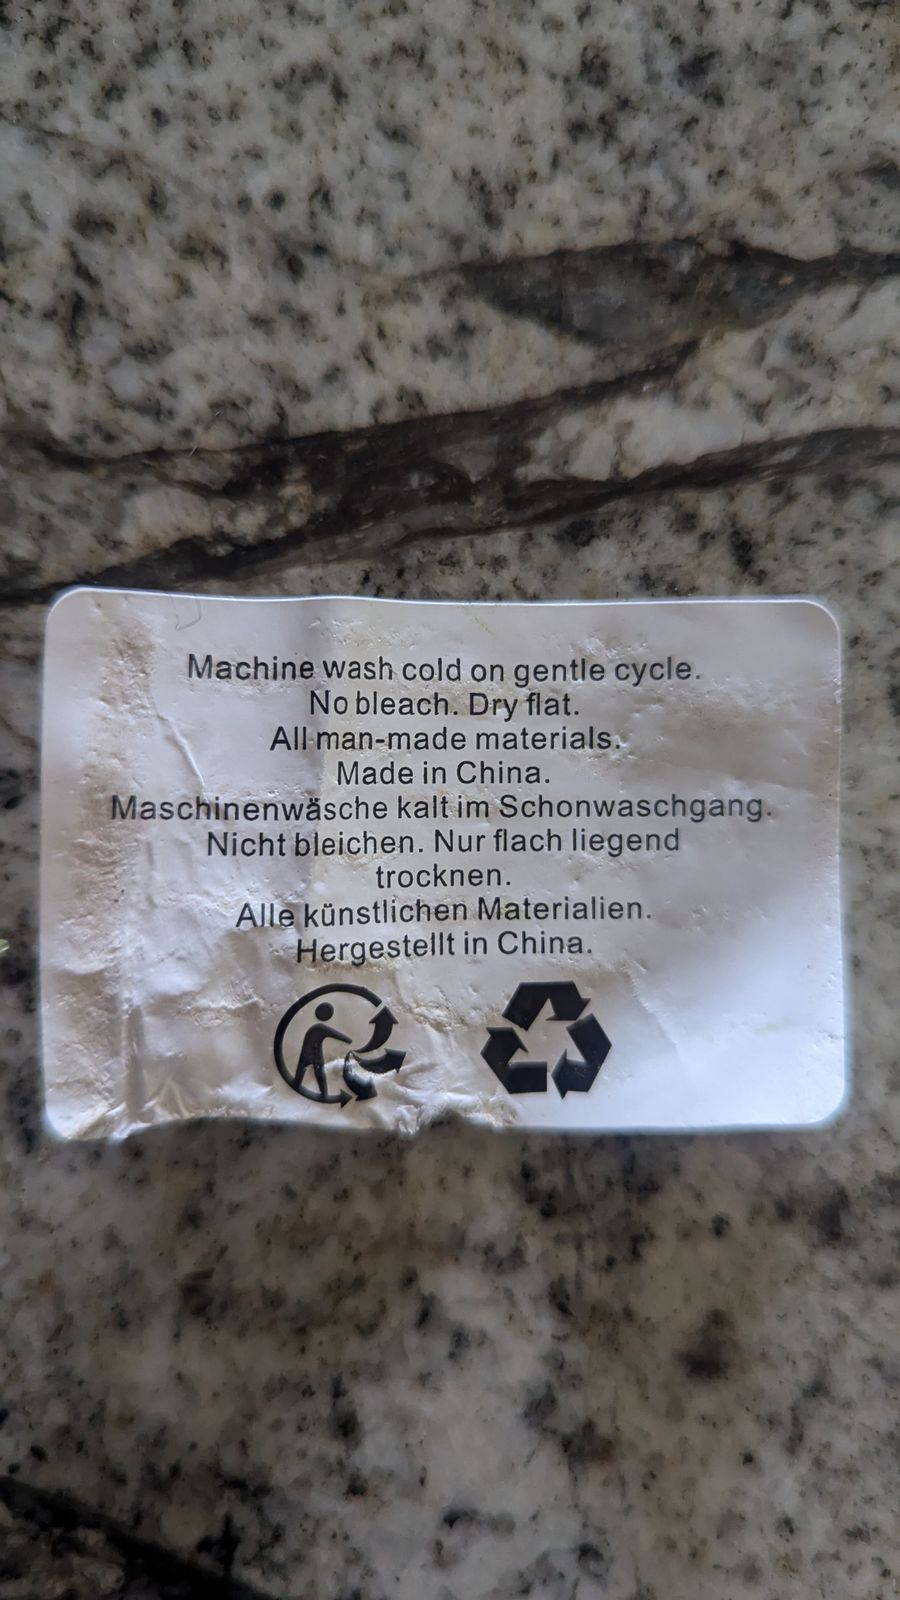 Machine wash cold on gentle cycle.
No bleach. Dry flat.
All man-made materials.
Made in China.
Maschinenwäsche kalt im Schonwaschgang.
Nicht bleichen. Nur flach liegend
trocknen.
Alle künstlichen Materialien.
Hergestellt in China.